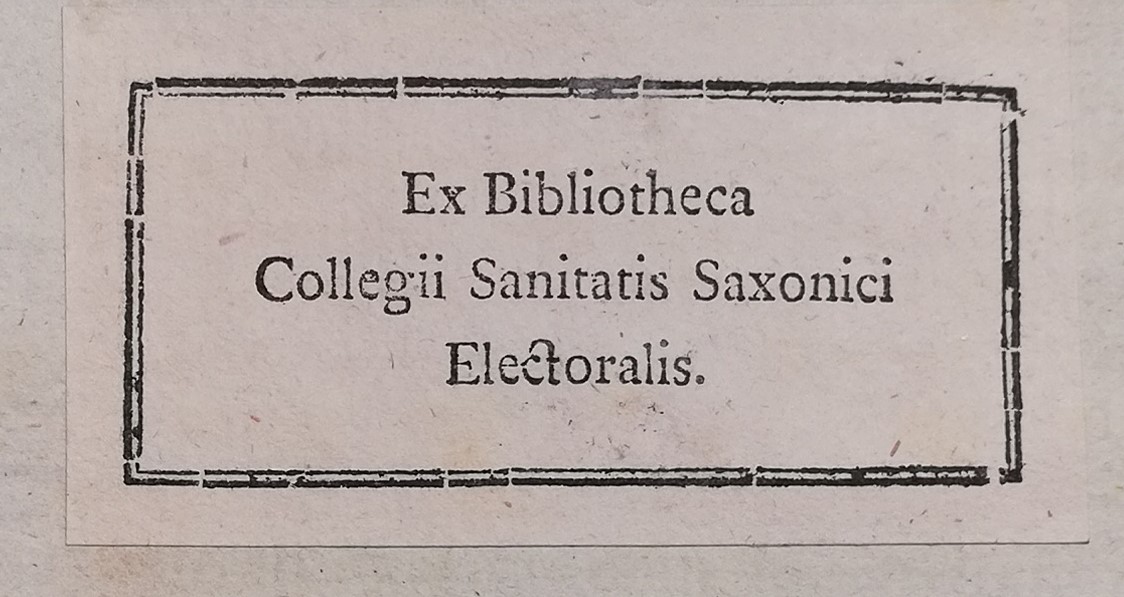 Ex Bibliotheca
Collegii Sanitatis Saxonici
Electoralis.